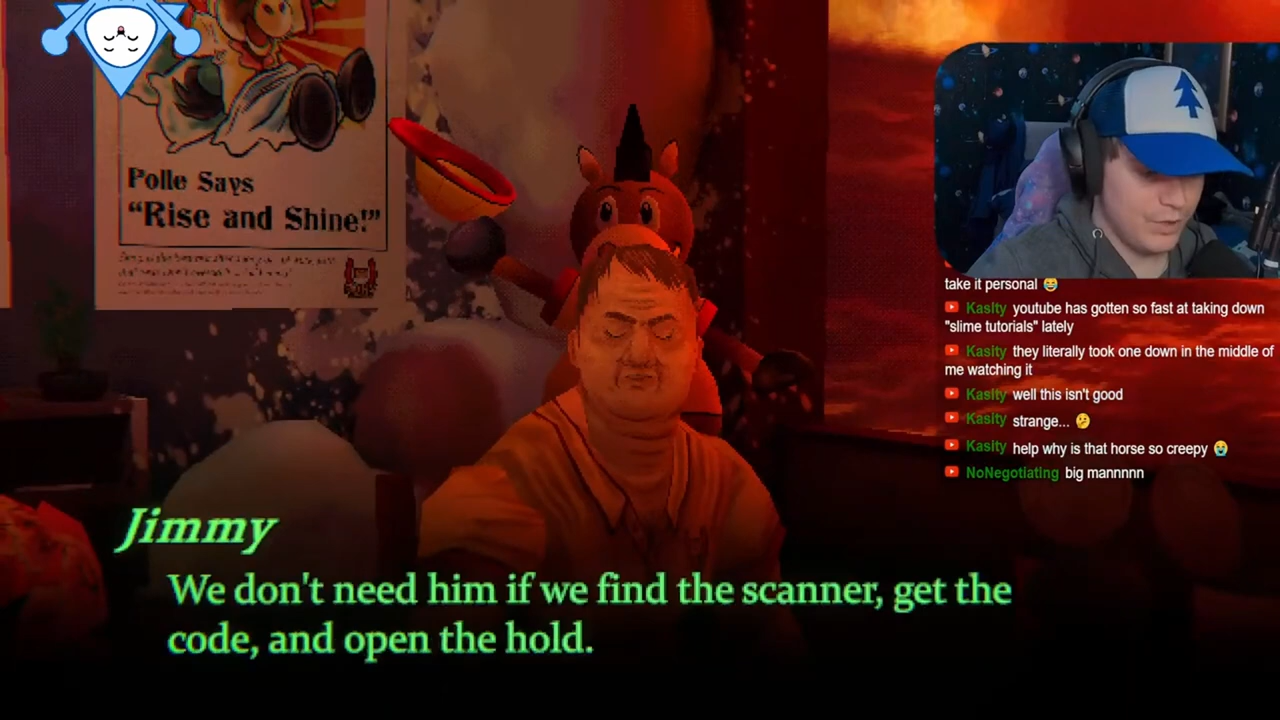 Polle Says
"Rise and Shine!"
take it personal 😂
Kasity youtube has gotten so fast at taking down
"slime tutorials" lately
Kasity they literally took one down in the middle of
me watching it
Kasity well this isn't good
Kasity strange... 🤔
Kasity help why is that horse so creepy 😭
NoNegotiating big mannnnn
Jimmy
We don't need him if we find the scanner, get the
code, and open the hold.